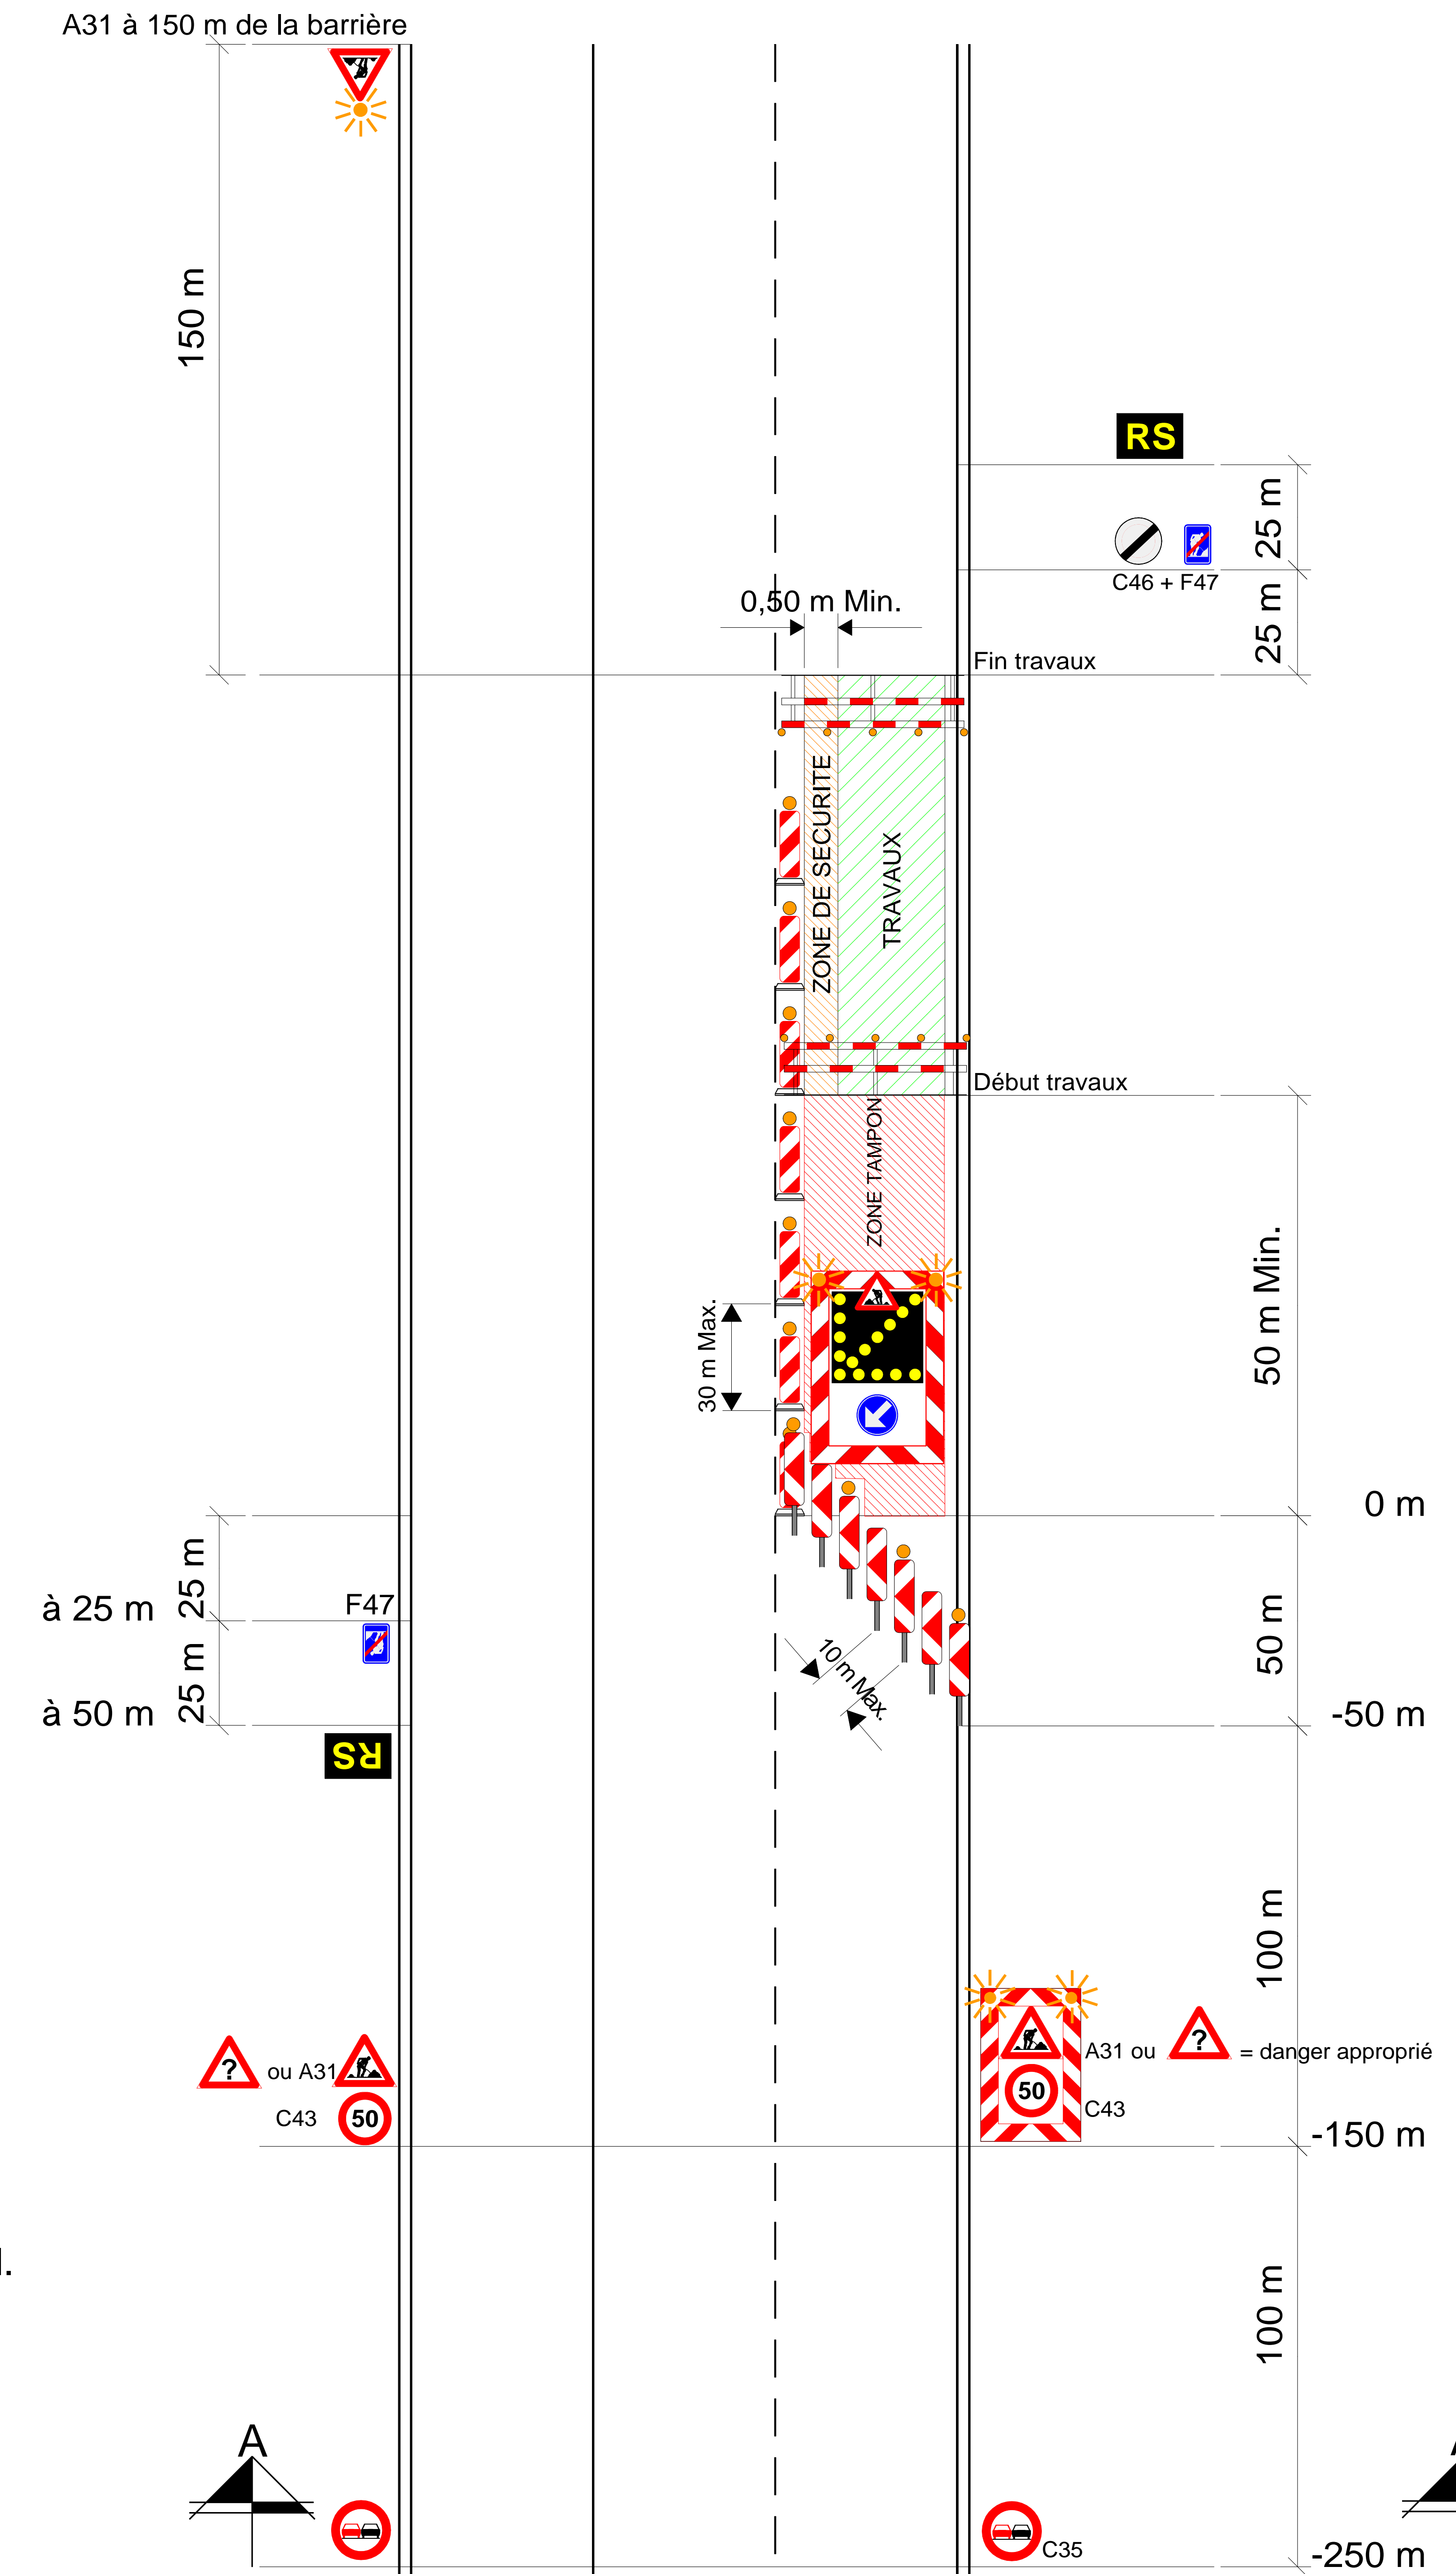 A31 à 150 m de la barrière
150 m
RS
25 m
C46 + F47
25 m
0,50 m Min.
Fin travaux
ZONE DE SECURITE
TRAVAUX
Début travaux
ZONE TAMPON
50 m Min.
30 m Max.
0 m
25 m
à 25 m
F47
50 m
10 m Max.
25 m
à 50 m
-50 m
RS
100 m
? ou A31
A31 ou ? = danger approprié
C43 50
50 C43
-150 m
100 m
A
C35
-250 m